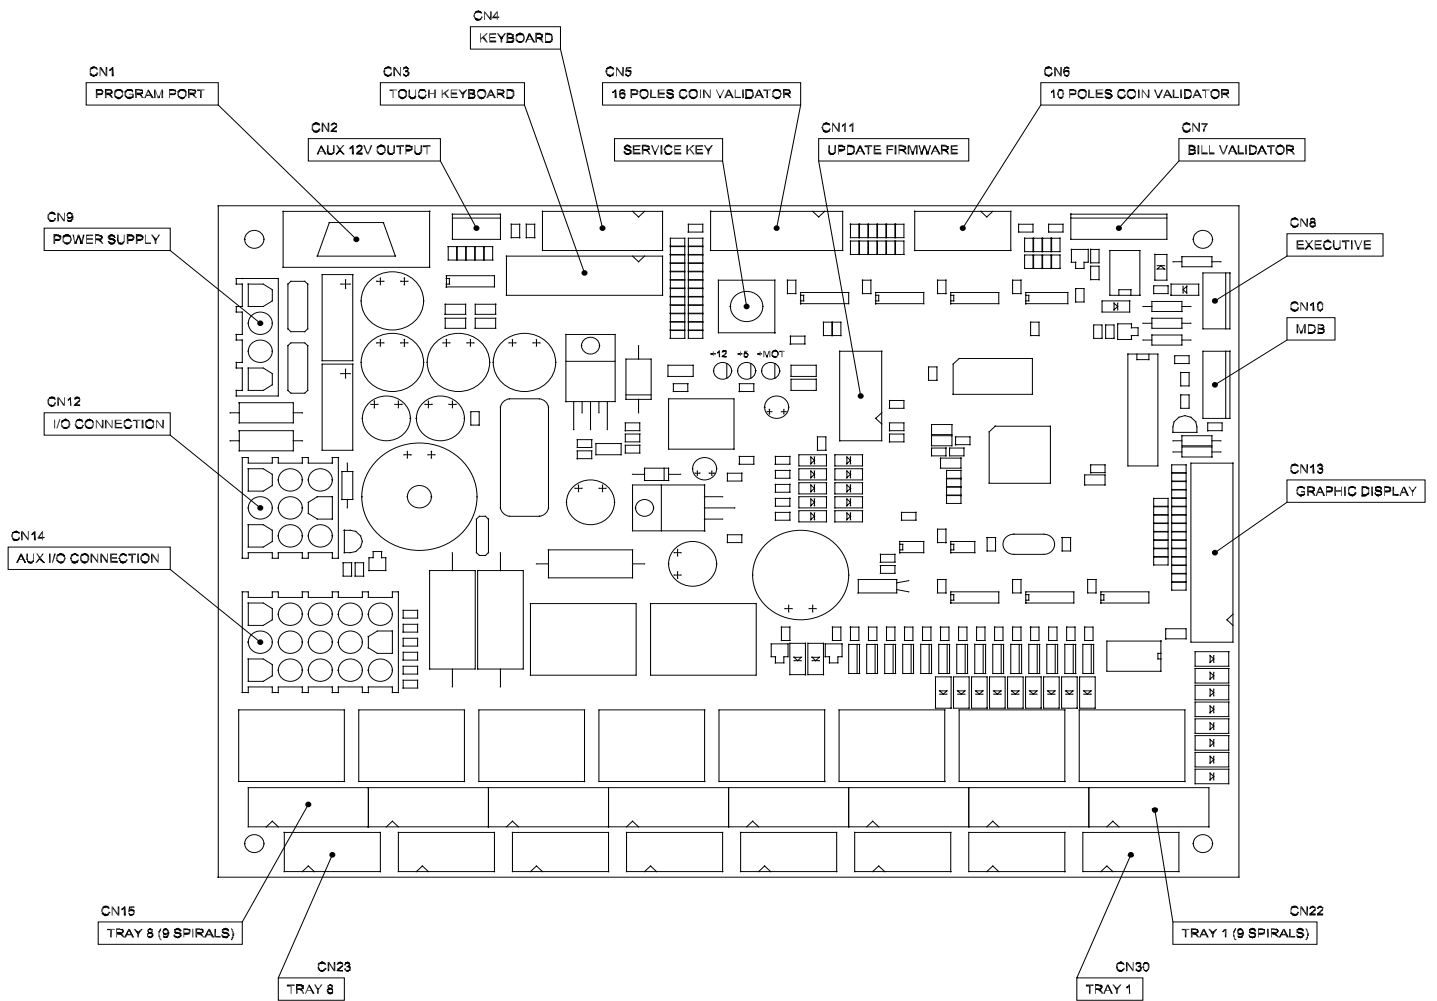 CN4
KEYBOARD
CN1
PROGRAM PORT
CN3
TOUCH KEYBOARD
CN5
16 POLES COIN VALIDATOR
CN6
10 POLES COIN VALIDATOR
CN2
AUX 12V OUTPUT
SERVICE KEY
CN11
UPDATE FIRMWARE
CN7
BILL VALIDATOR
CN9
POWER SUPPLY
CN8
EXECUTIVE
CN10
MDB
+12 +5 +MOT
CN12
I/O CONNECTION
CN13
GRAPHIC DISPLAY
CN14
AUX I/O CONNECTION
CN15
TRAY 8 (9 SPIRALS)
CN22
TRAY 1 (9 SPIRALS)
CN23
TRAY 8
CN30
TRAY 1